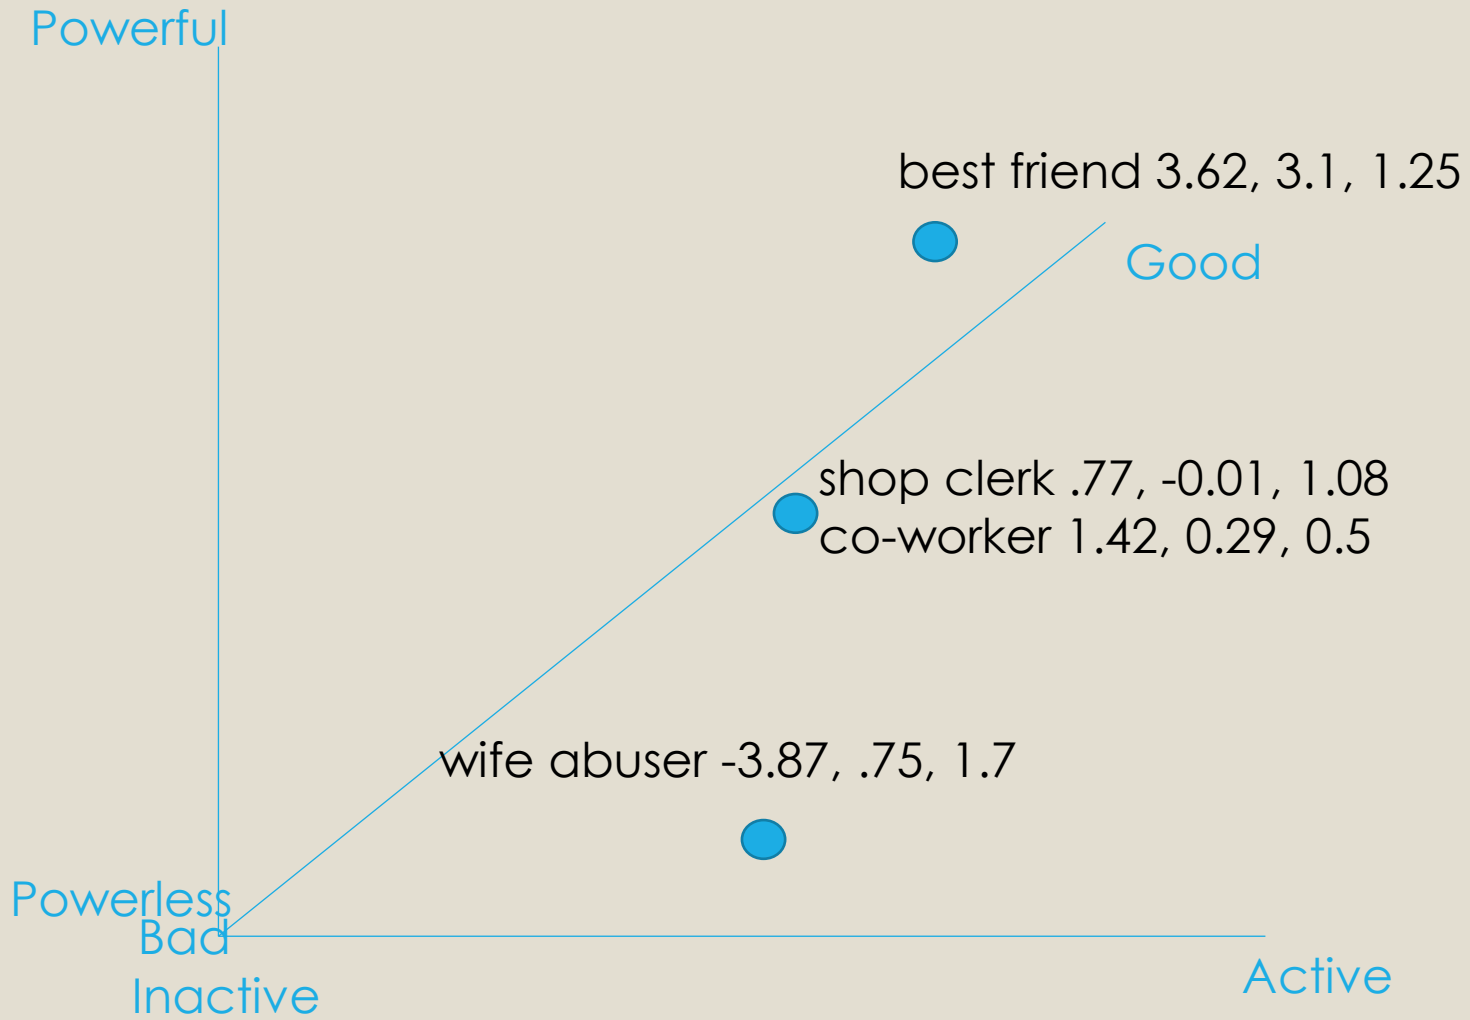 Powerful
best friend 3.62, 3.1, 1.25
Good
shop clerk .77, -0.01, 1.08
co-worker 1.42, 0.29, 0.5
wife abuser -3.87, .75, 1.7
Powerless
Bad
Inactive
Active